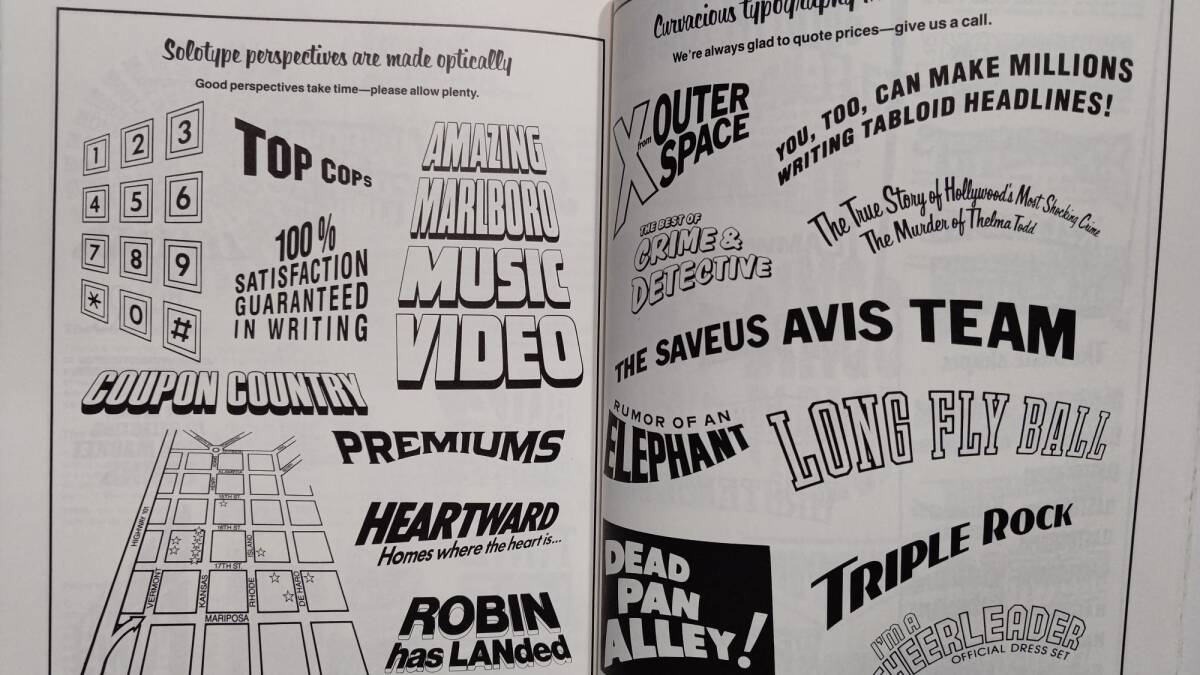 Solotype perspectives are made optically
Good perspectives take time—please allow plenty.
1 2 3
4 5 6
7 8 9
* 0 #
TOP COPS
100%
SATISFACTION
GUARANTEED
IN WRITING
AMAZING
MARLBORO
MUSIC
VIDEO
COUPON COUNTRY
PREMIUMS
HIGHWAY 101
16TH ST.
17TH ST.
VERMONT
KANSAS
RHODE
ISLAND
DE HARO
MARIPOSA
HEARTWARD
Homes where the heart is...
ROBIN
has LANded
Curvacious typography
We're always glad to quote prices—give us a call.
X from OUTER
SPACE
YOU, TOO, CAN MAKE MILLIONS
WRITING TABLOID HEADLINES!
THE BEST OF
CRIME &
DETECTIVE
The True Story of Hollywood's Most Shocking Crime
The Murder of Thelma Todd
THE SAVEUS AVIS TEAM
RUMOR OF AN
ELEPHANT
LONG FLY BALL
DEAD
PAN
ALLEY!
TRIPLE ROCK
I'M A
CHEERLEADER
OFFICIAL DRESS SET